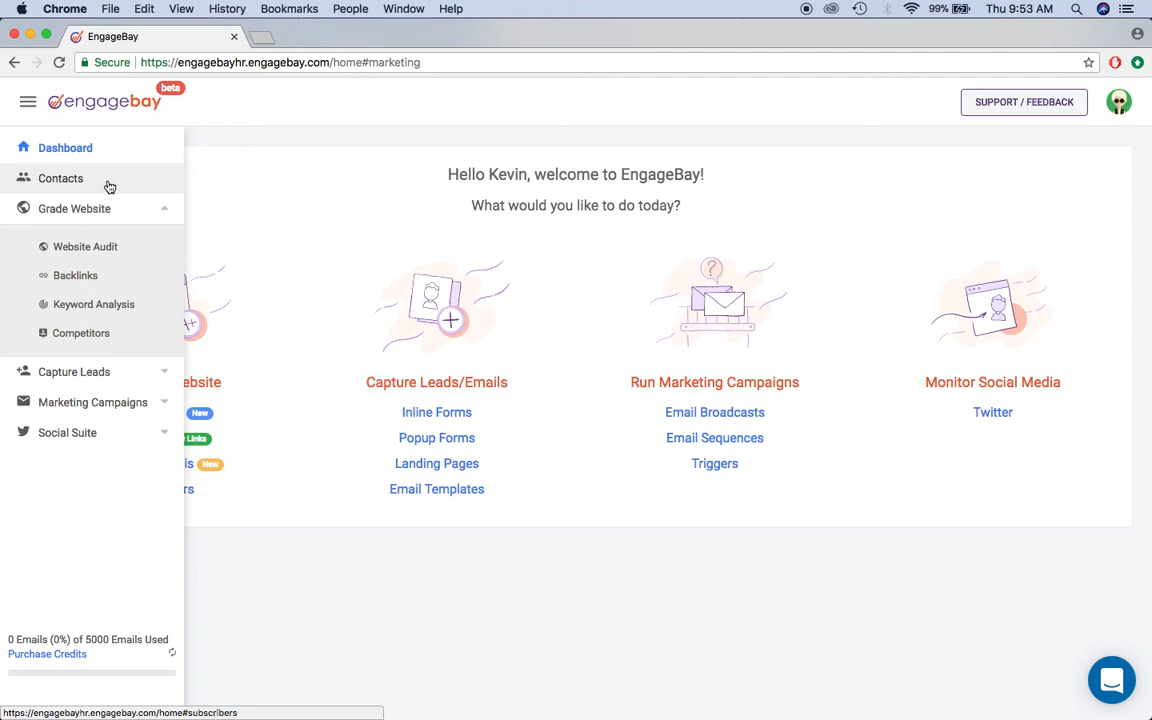 Chrome File Edit View History Bookmarks People Window Help 99% Thu 9:53 AM
EngageBay
Secure https://engagebayhr.engagebay.com/home#marketing
engagebay beta
SUPPORT / FEEDBACK
Dashboard
Contacts
Grade Website
Website Audit
Backlinks
Keyword Analysis
Competitors
Capture Leads
Marketing Campaigns
Social Suite
0 Emails (0%) of 5000 Emails Used
Purchase Credits
Hello Kevin, welcome to EngageBay!
What would you like to do today?
ebsite
New
Links
is New
rs
Capture Leads/Emails
Inline Forms
Popup Forms
Landing Pages
Email Templates
?
Run Marketing Campaigns
Email Broadcasts
Email Sequences
Triggers
Monitor Social Media
Twitter
https://engagebayhr.engagebay.com/home#subscribers